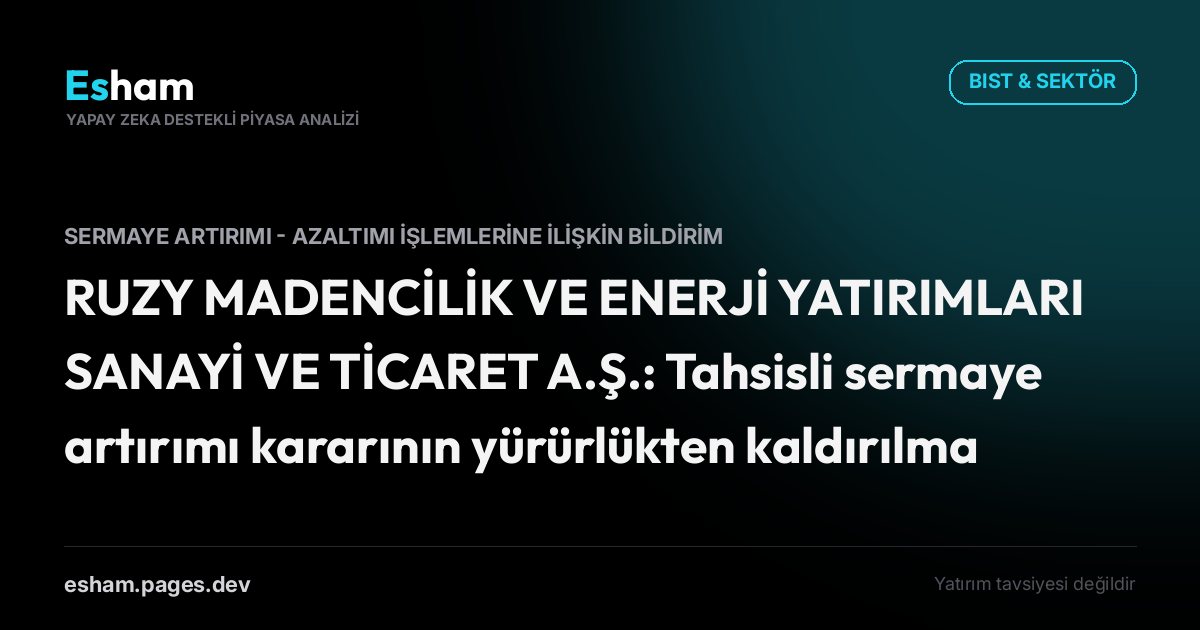 Esham
YAPAY ZEKA DESTEKLİ PİYASA ANALİZİ
BIST & SEKTÖR
SERMAYE ARTIRIMI - AZALTIMI İŞLEMLERİNE İLİŞKİN BİLDİRİM
RUZY MADENCİLİK VE ENERJİ YATIRIMLARI
SANAYİ VE TİCARET A.Ş.: Tahsisli sermaye
artırımı kararının yürürlükten kaldırılma
esham.pages.dev
Yatırım tavsiyesi değildir